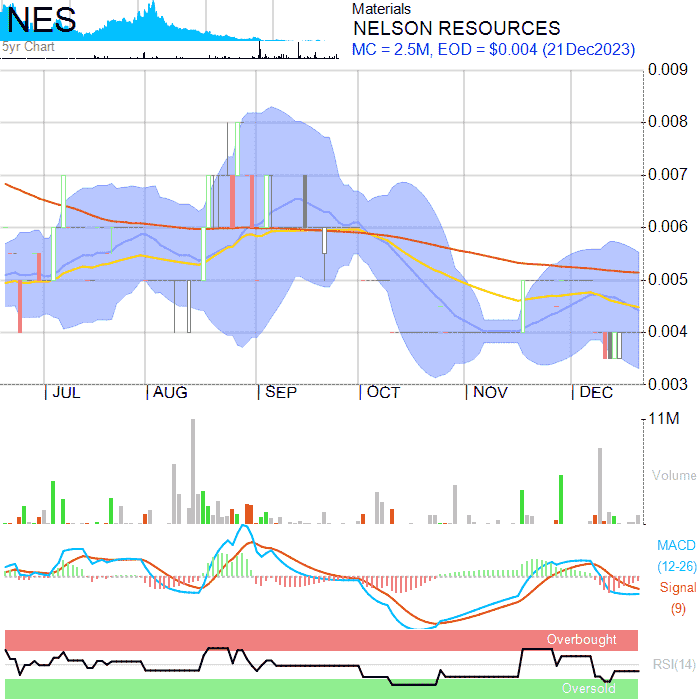 NES
5yr Chart
Materials
NELSON RESOURCES
MC = 2.5M, EOD = $0.004 (21Dec2023)
0.009
0.008
0.007
0.006
0.005
0.004
0.003
JUL
AUG
SEP
OCT
NOV
DEC
11M
Volume
MACD
(12-26)
Signal
(9)
Overbought
RSI(14)
Oversold